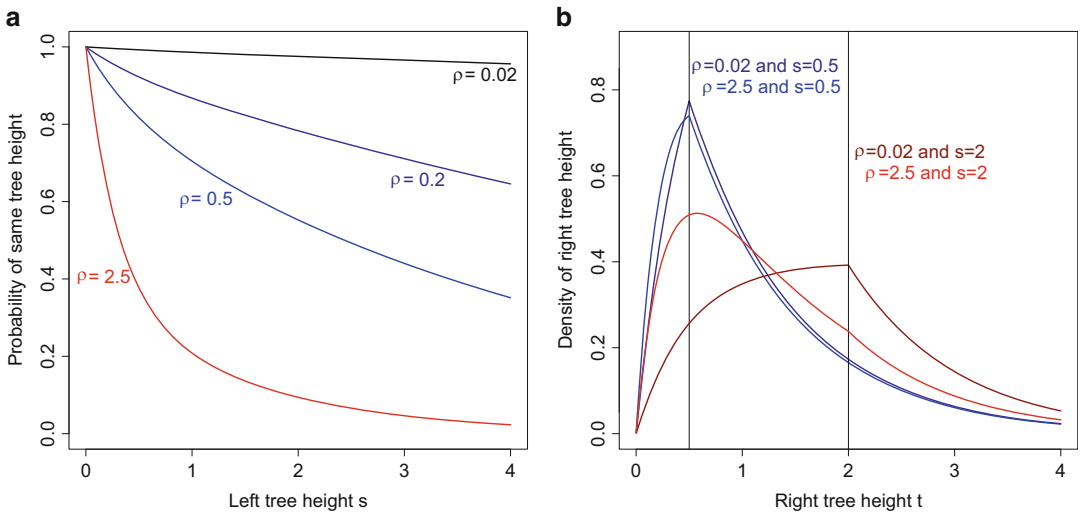 a
Probability of same tree height
1.0
0.8
0.6
0.4
0.2
0.0
ρ= 0.02
ρ= 0.2
ρ= 0.5
ρ= 2.5
0 1 2 3 4
Left tree height s
b
Density of right tree height
0.8
0.6
0.4
0.2
0.0
ρ=0.02 and s=0.5
ρ=2.5 and s=0.5
ρ=0.02 and s=2
ρ=2.5 and s=2
0 1 2 3 4
Right tree height t